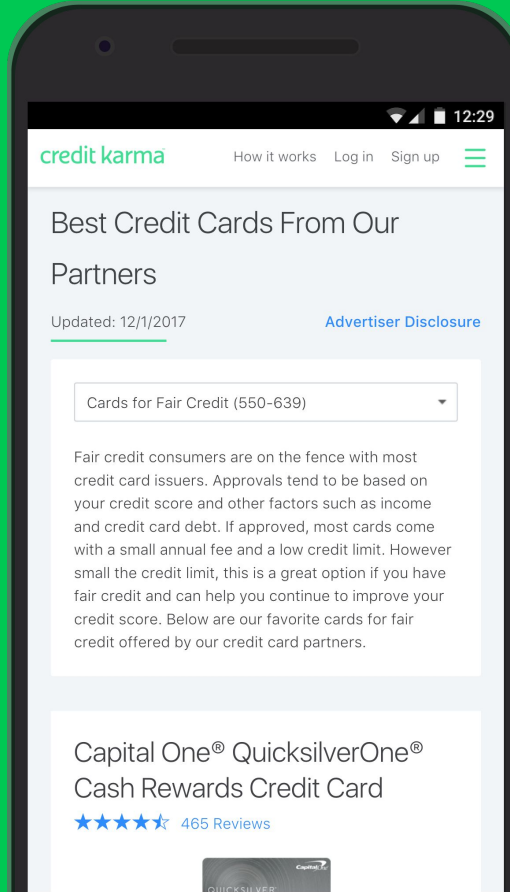 12:29
credit karma
How it works Log in Sign up
Best Credit Cards From Our
Partners
Updated: 12/1/2017 Advertiser Disclosure
Cards for Fair Credit (550-639)
Fair credit consumers are on the fence with most
credit card issuers. Approvals tend to be based on
your credit score and other factors such as income
and credit card debt. If approved, most cards come
with a small annual fee and a low credit limit. However
small the credit limit, this is a great option if you have
fair credit and can help you continue to improve your
credit score. Below are our favorite cards for fair
credit offered by our credit card partners.
Capital One® QuicksilverOne®
Cash Rewards Credit Card
465 Reviews
Capital One
QUICKSILVER